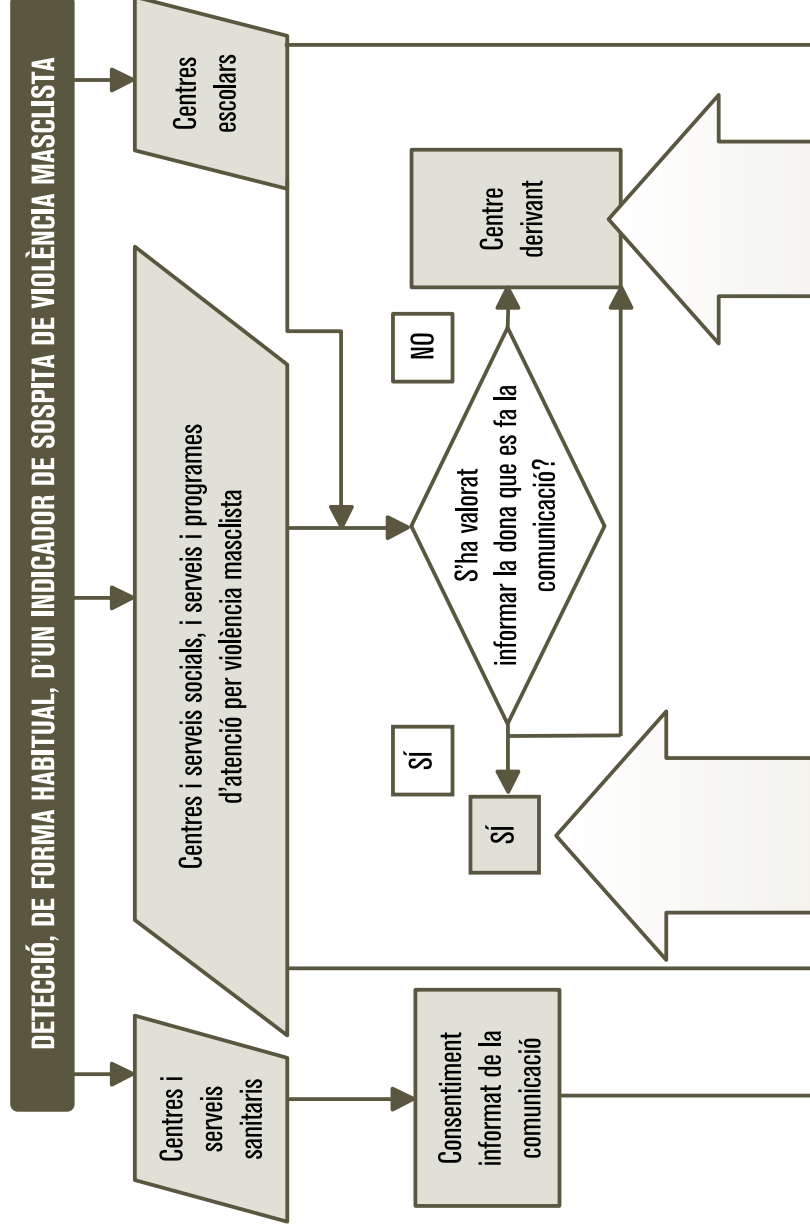 DETECCIÓ, DE FORMA HABITUAL, D'UN INDICADOR DE SOSPITA DE VIOLÈNCIA MASCLISTA
Centres i
serveis
sanitaris
Centres i serveis socials, i serveis i programes
d'atenció per violència masclista
Centres
escolars
Consentiment
informat de la
comunicació
SÍ
SÍ
S'ha valorat
informar la dona que es fa la
comunicació?
NO
Centre
derivant